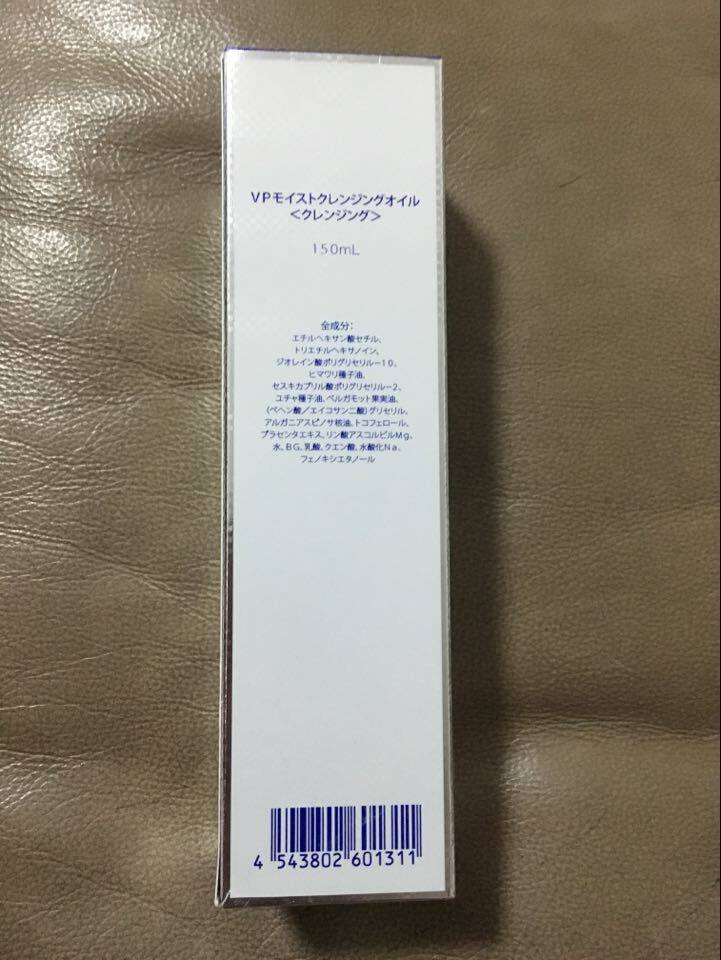 VPモイストクレンジングオイル
<クレンジング>
150mL
全成分:
エチルヘキサン酸セチル、
トリエチルヘキサノイン、
ジオレイン酸ポリグリセリル−10、
ヒマワリ種子油、
セスキカプリル酸ポリグリセリル−2、
ユチャ種子油、ベルガモット果実油、
(ベヘン酸/エイコサン二酸)グリセリル、
アルガニアスピノサ核油、トコフェロール、
プラセンタエキス、リン酸アスコルビルMg、
水、BG、乳酸、クエン酸、水酸化Na、
フェノキシエタノール
4 543802 601311